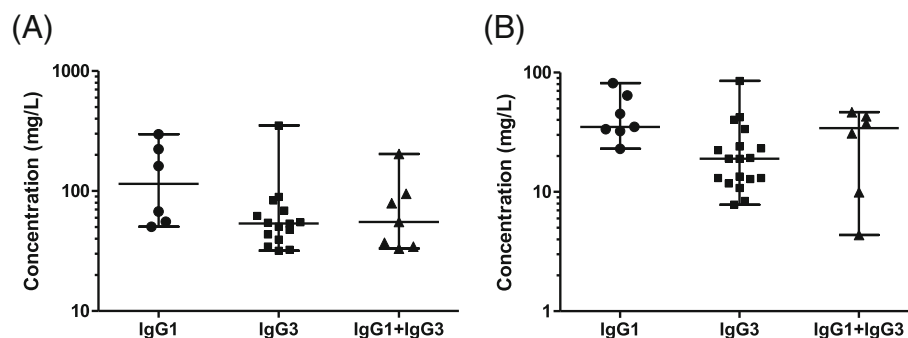 (A)
Concentration (mg/L)
1000
100
10
IgG1
IgG3
IgG1+IgG3
(B)
Concentration (mg/L)
100
10
1
IgG1
IgG3
IgG1+IgG3